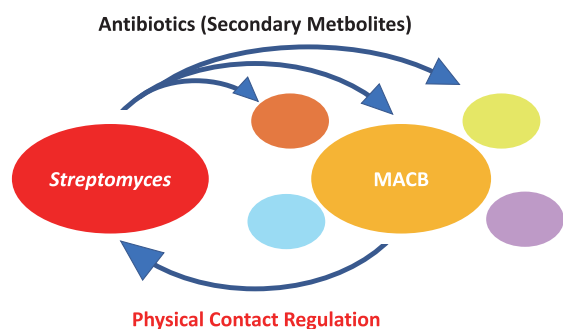 Antibiotics (Secondary Metbolites)
Streptomyces
MACB
Physical Contact Regulation